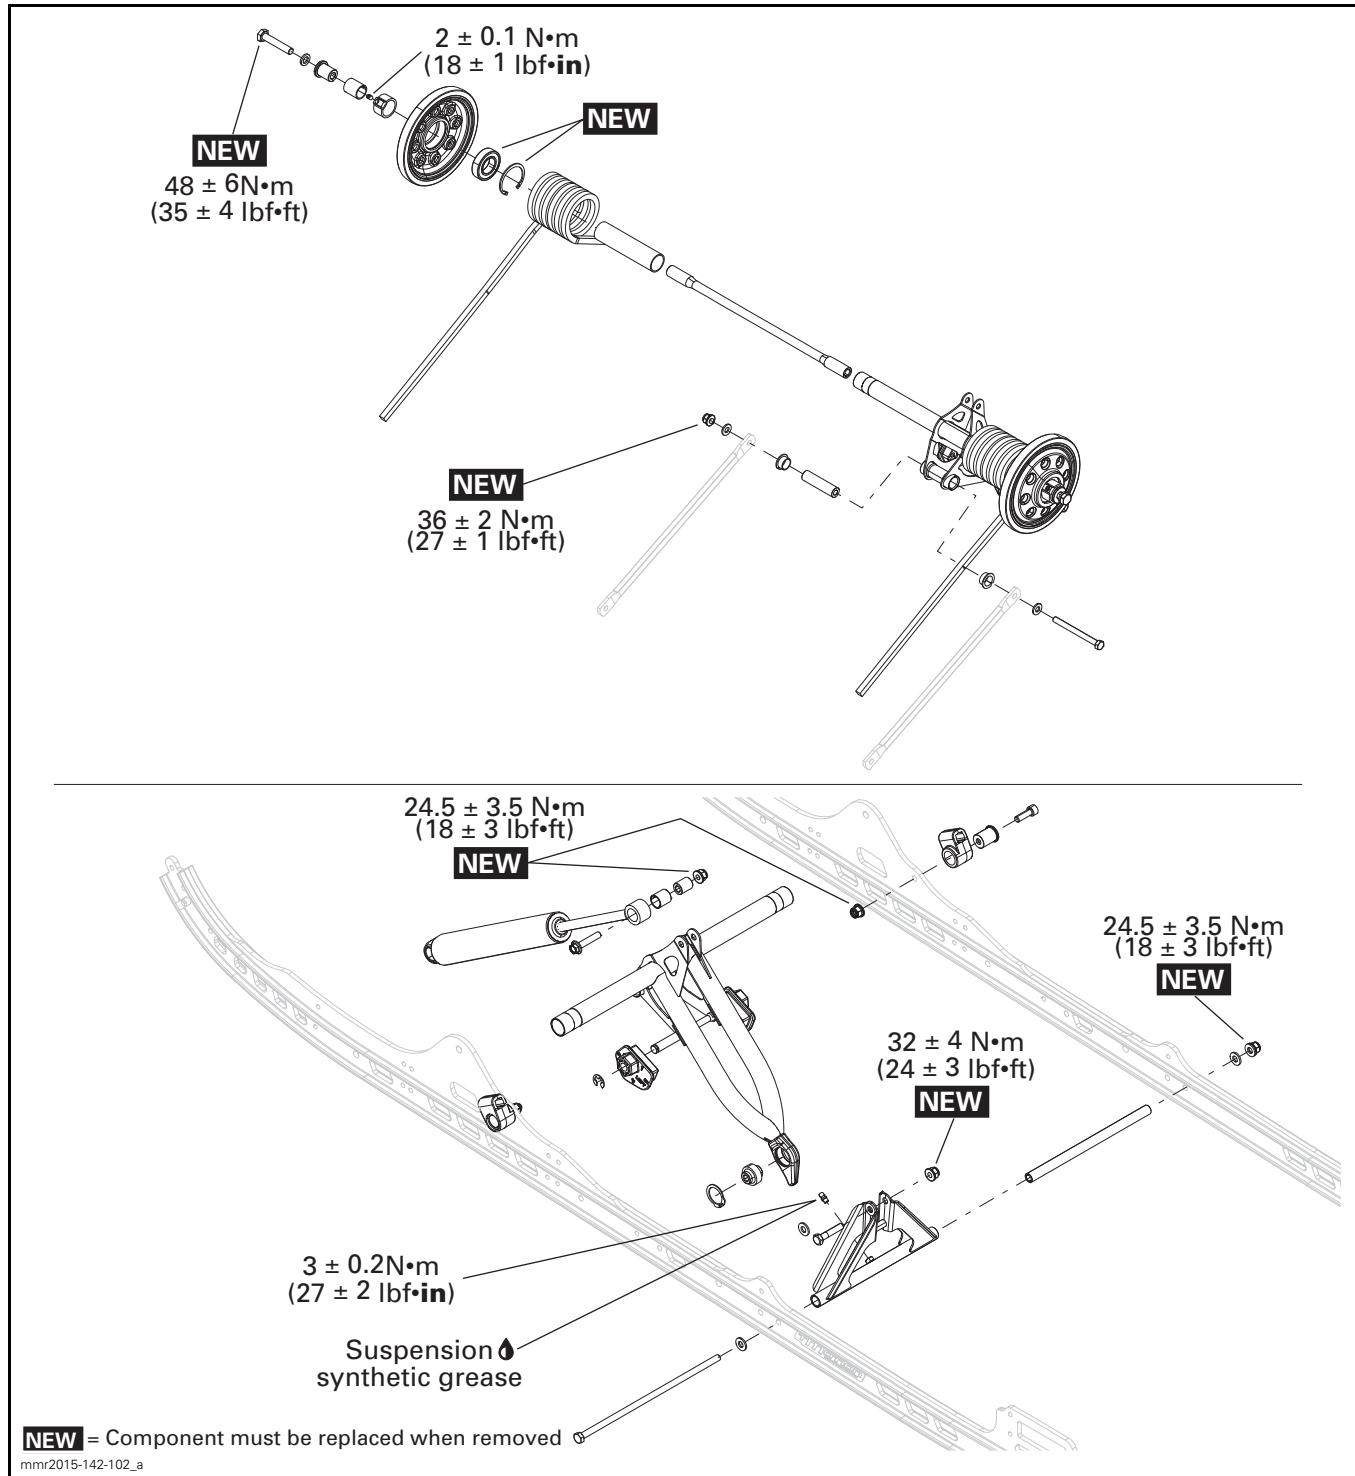 2 ± 0.1 N•m
(18 ± 1 lbf•in)
NEW
NEW
48 ± 6N•m
(35 ± 4 lbf•ft)
NEW
36 ± 2 N•m
(27 ± 1 lbf•ft)
24.5 ± 3.5 N•m
(18 ± 3 lbf•ft)
NEW
24.5 ± 3.5 N•m
(18 ± 3 lbf•ft)
NEW
32 ± 4 N•m
(24 ± 3 lbf•ft)
NEW
3 ± 0.2N•m
(27 ± 2 lbf•in)
Suspension
synthetic grease
NEW = Component must be replaced when removed
mmr2015-142-102_a